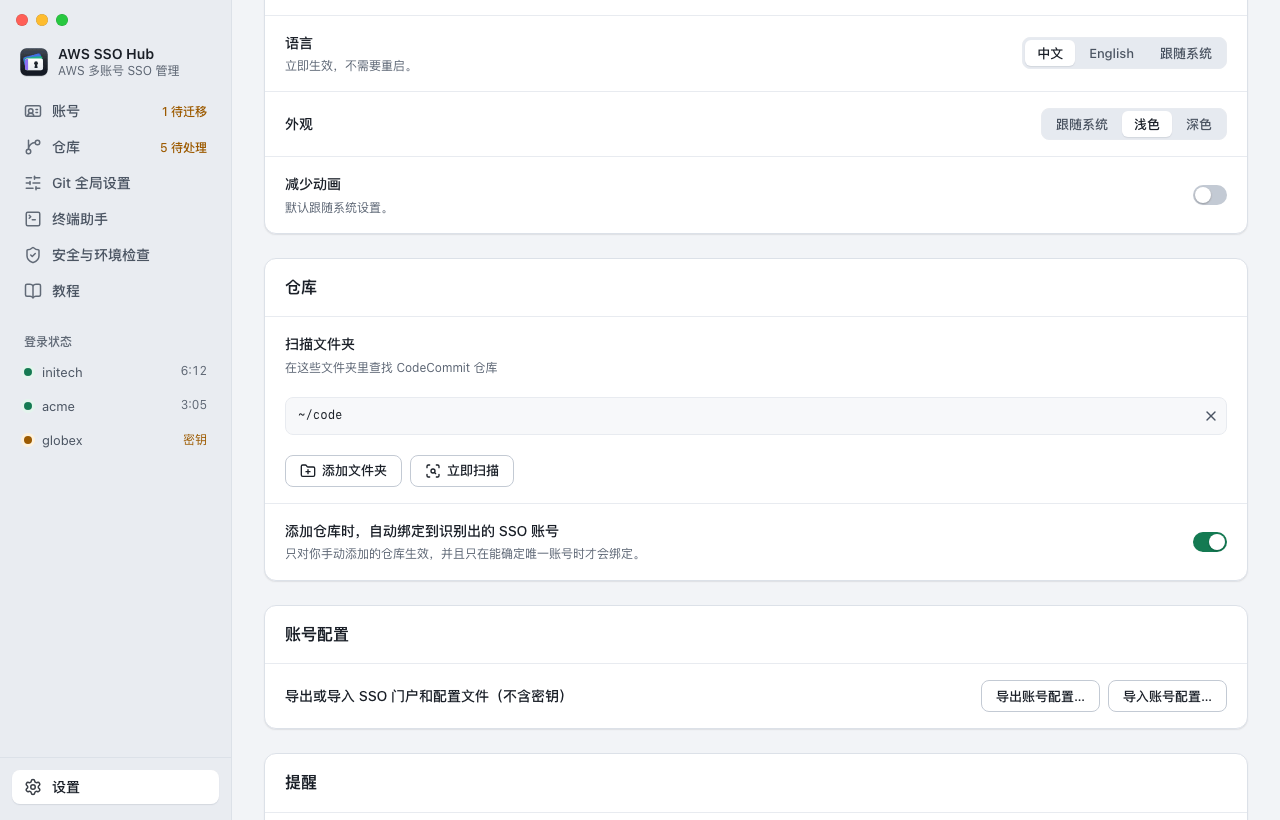 AWS SSO Hub
AWS 多账号 SSO 管理
账号 1 待迁移
仓库 5 待处理
Git 全局设置
终端助手
安全与环境检查
教程
登录状态
initech 6:12
acme 3:05
globex 密钥
设置
语言
立即生效，不需要重启。
中文 English 跟随系统
外观
跟随系统 浅色 深色
减少动画
默认跟随系统设置。
仓库
扫描文件夹
在这些文件夹里查找 CodeCommit 仓库
~/code
添加文件夹 立即扫描
添加仓库时，自动绑定到识别出的 SSO 账号
只对你手动添加的仓库生效，并且只在能确定唯一账号时才会绑定。
账号配置
导出或导入 SSO 门户和配置文件（不含密钥）
导出账号配置... 导入账号配置...
提醒